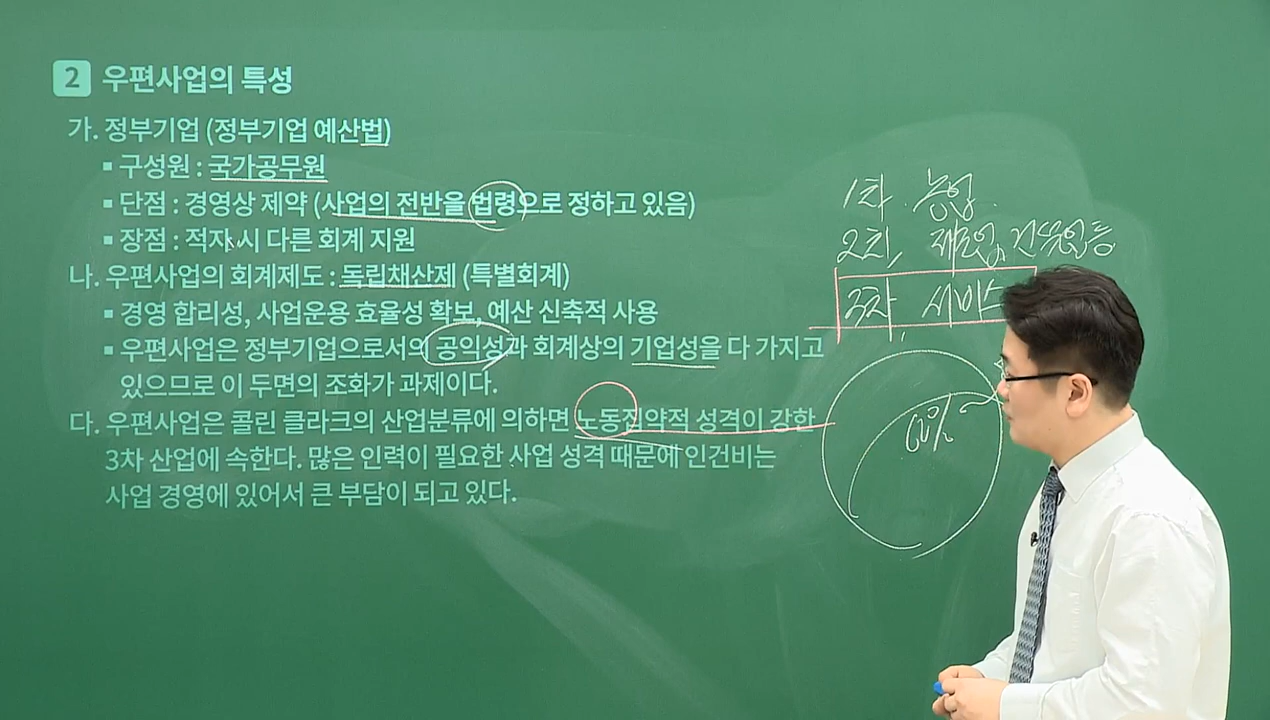 2 우편사업의 특성
가. 정부기업 (정부기업 예산법)
▪ 구성원 : 국가공무원
▪ 단점 : 경영상 제약 (사업의 전반을 법령으로 정하고 있음)
▪ 장점 : 적자 시 다른 회계 지원
나. 우편사업의 회계제도 : 독립채산제 (특별회계)
▪ 경영 합리성, 사업운용 효율성 확보, 예산 신축적 사용
▪ 우편사업은 정부기업으로서의 공익성과 회계상의 기업성을 다 가지고
있으므로 이 두면의 조화가 과제이다.
다. 우편사업은 콜린 클라크의 산업분류에 의하면 노동집약적 성격이 강한
3차 산업에 속한다. 많은 인력이 필요한 사업 성격 때문에 인건비는
사업 경영에 있어서 큰 부담이 되고 있다.
1차. 농업.
2차, 제조업, 건설업 등
3차, 서비스
60%